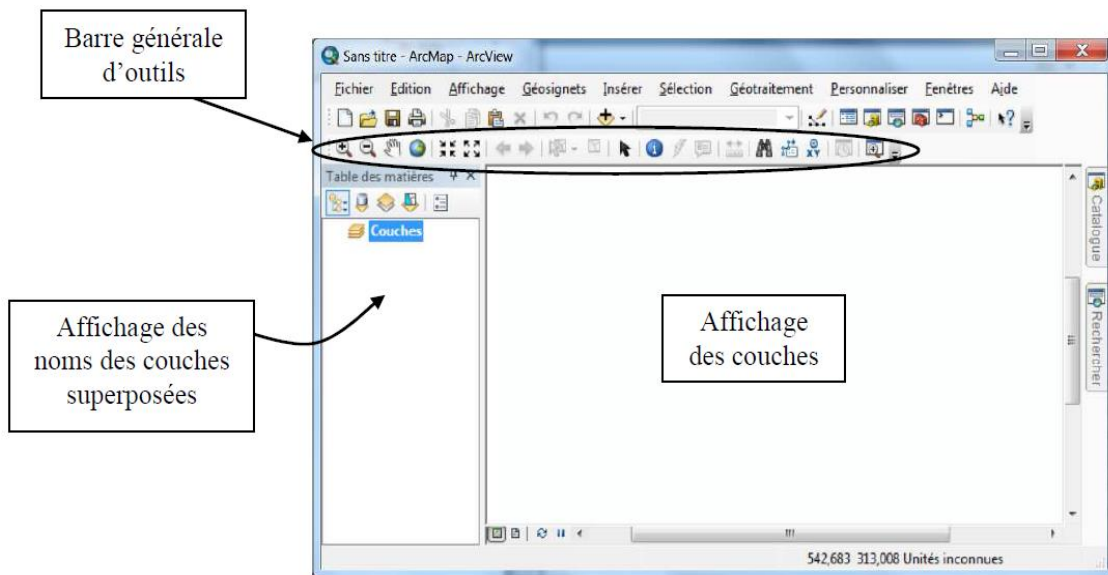 Barre générale
d'outils
Sans titre - ArcMap - ArcView
Fichier Edition Affichage Géosignets Insérer Sélection Géotraitement Personnaliser Fenêtres Aide
Table des matières
Couches
Catalogue
Rechercher
Affichage des
noms des couches
superposées
Affichage
des couches
542,683 313,008 Unités inconnues